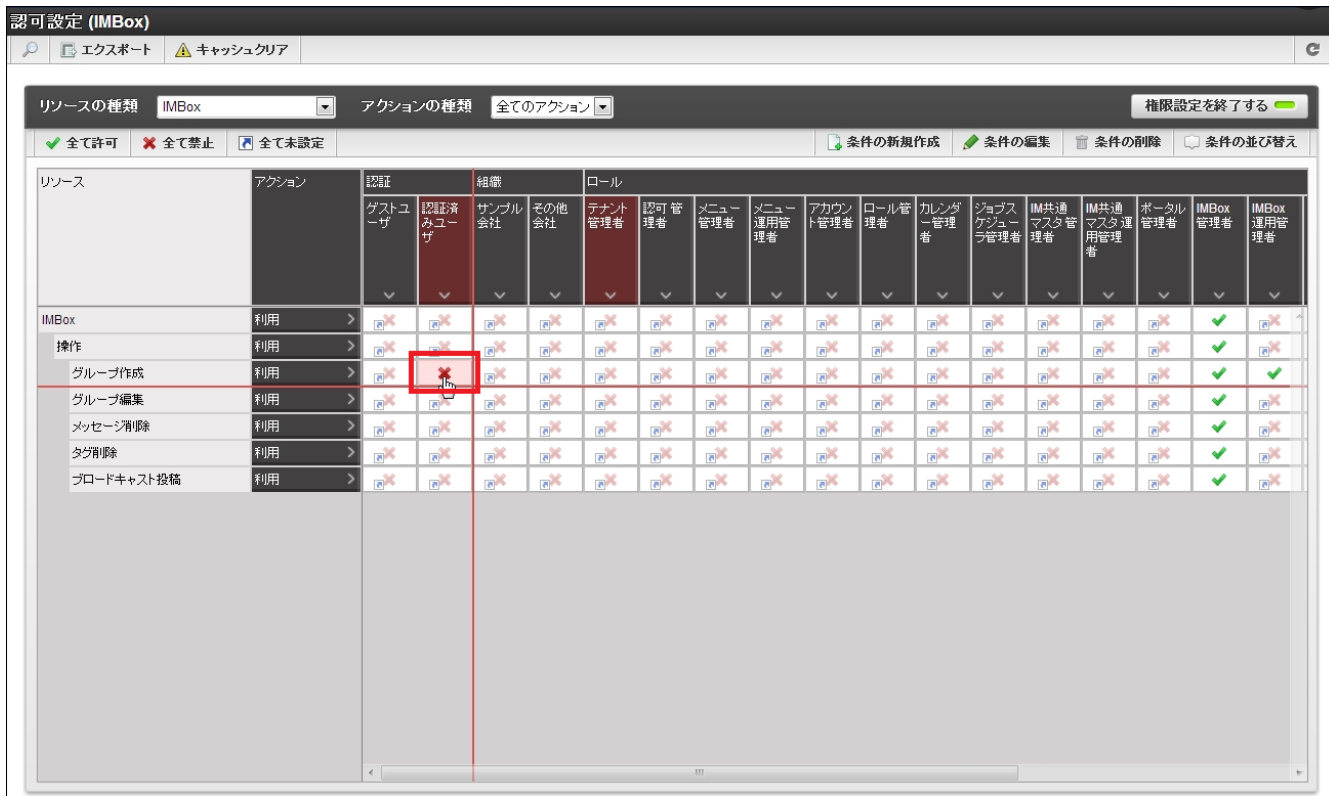 認可設定 (IMBox)
エクスポート キャッシュクリア
リソースの種類 IMBox アクションの種類 全てのアクション 権限設定を終了する
全て許可 全て禁止 全て未設定 条件の新規作成 条件の編集 条件の削除 条件の並び替え
リソース アクション 認証 組織 ロール
ゲストユーザ 認証済みユーザ サンプル会社 その他会社 テナント管理者 認可管理者 メニュー管理者 メニュー運用管理者 アカウント管理者 ロール管理者 カレンダー管理者 ジョブスケジューラ管理者 IM共通マスタ管理者 IM共通マスタ運用管理者 ポータル管理者 IMBox管理者 IMBox運用管理者
IMBox 利用
操作 利用
グループ作成 利用
グループ編集 利用
メッセージ削除 利用
タグ削除 利用
ブロードキャスト投稿 利用